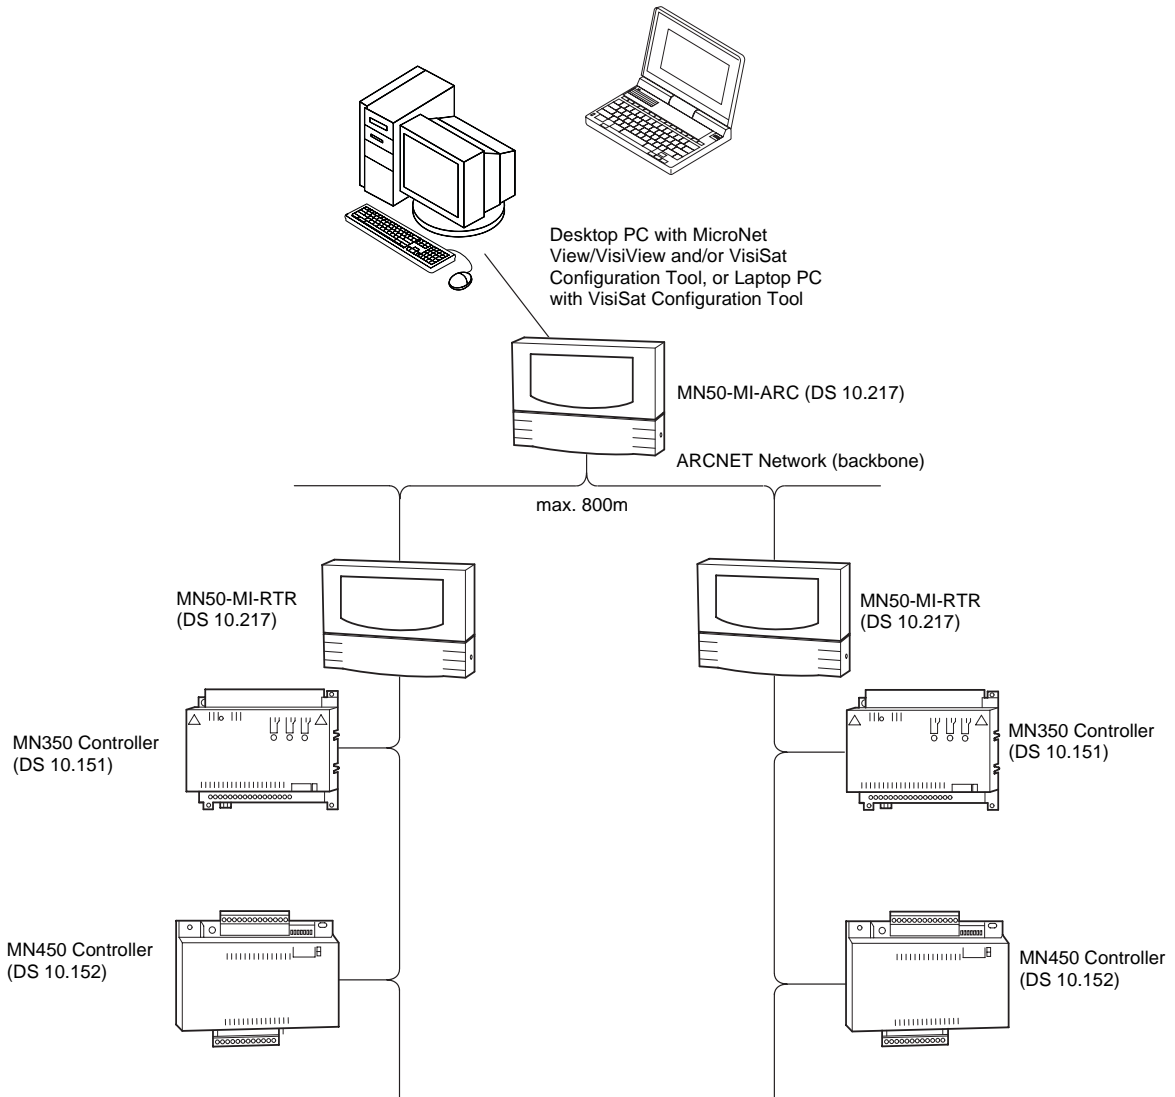 Desktop PC with MicroNet
View/VisiView and/or VisiSat
Configuration Tool, or Laptop PC
with VisiSat Configuration Tool
MN50-MI-ARC (DS 10.217)
ARCNET Network (backbone)
max. 800m
MN50-MI-RTR
(DS 10.217)
MN50-MI-RTR
(DS 10.217)
MN350 Controller
(DS 10.151)
MN350 Controller
(DS 10.151)
MN450 Controller
(DS 10.152)
MN450 Controller
(DS 10.152)